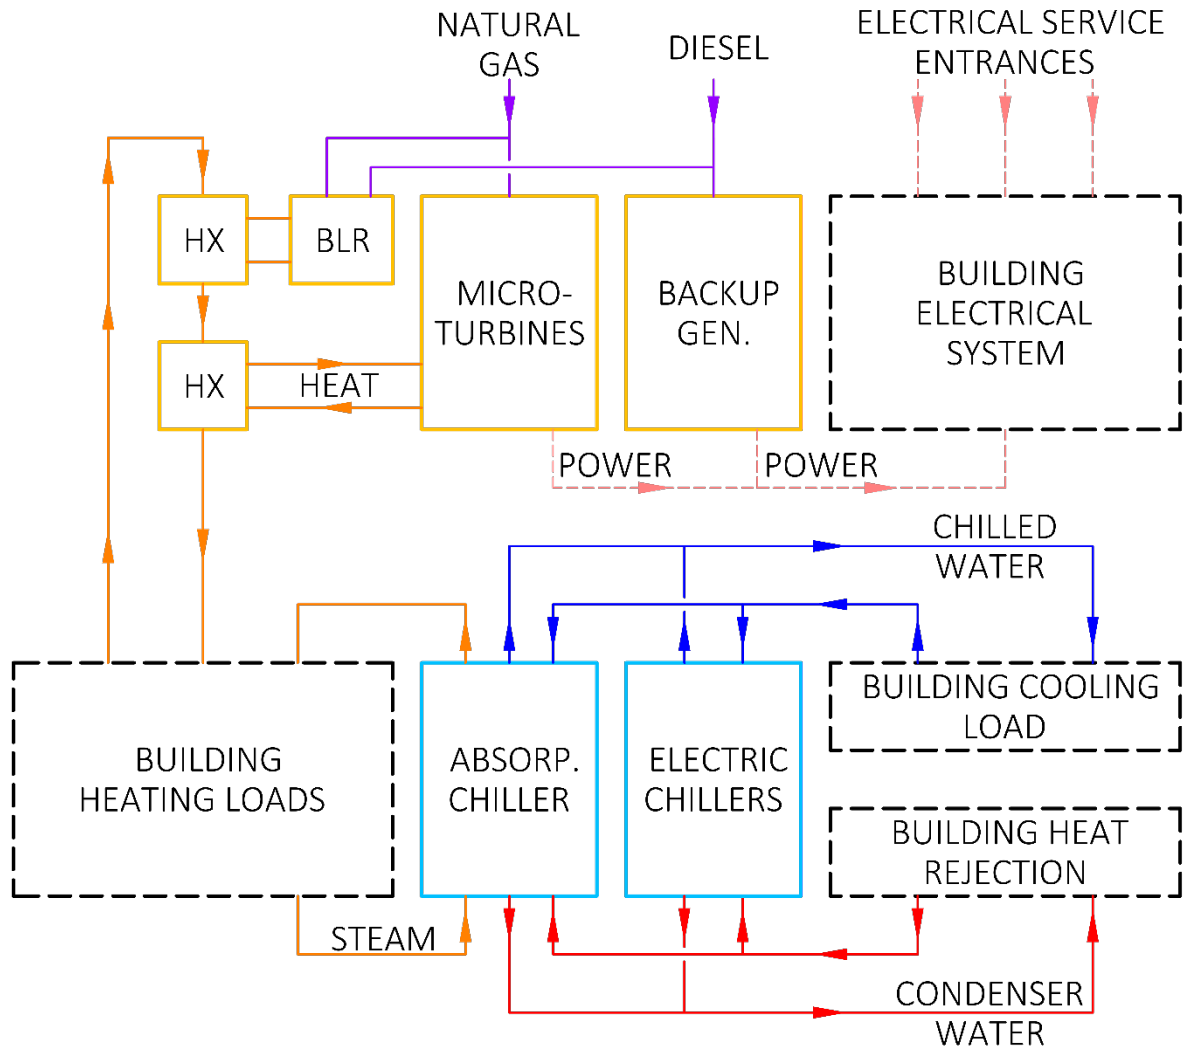 NATURAL
GAS
DIESEL
ELECTRICAL SERVICE
ENTRANCES
HX
BLR
MICRO-
TURBINES
BACKUP
GEN.
BUILDING
ELECTRICAL
SYSTEM
HX
HEAT
POWER
POWER
CHILLED
WATER
BUILDING
HEATING LOADS
ABSORP.
CHILLER
ELECTRIC
CHILLERS
BUILDING COOLING
LOAD
BUILDING HEAT
REJECTION
STEAM
CONDENSER
WATER